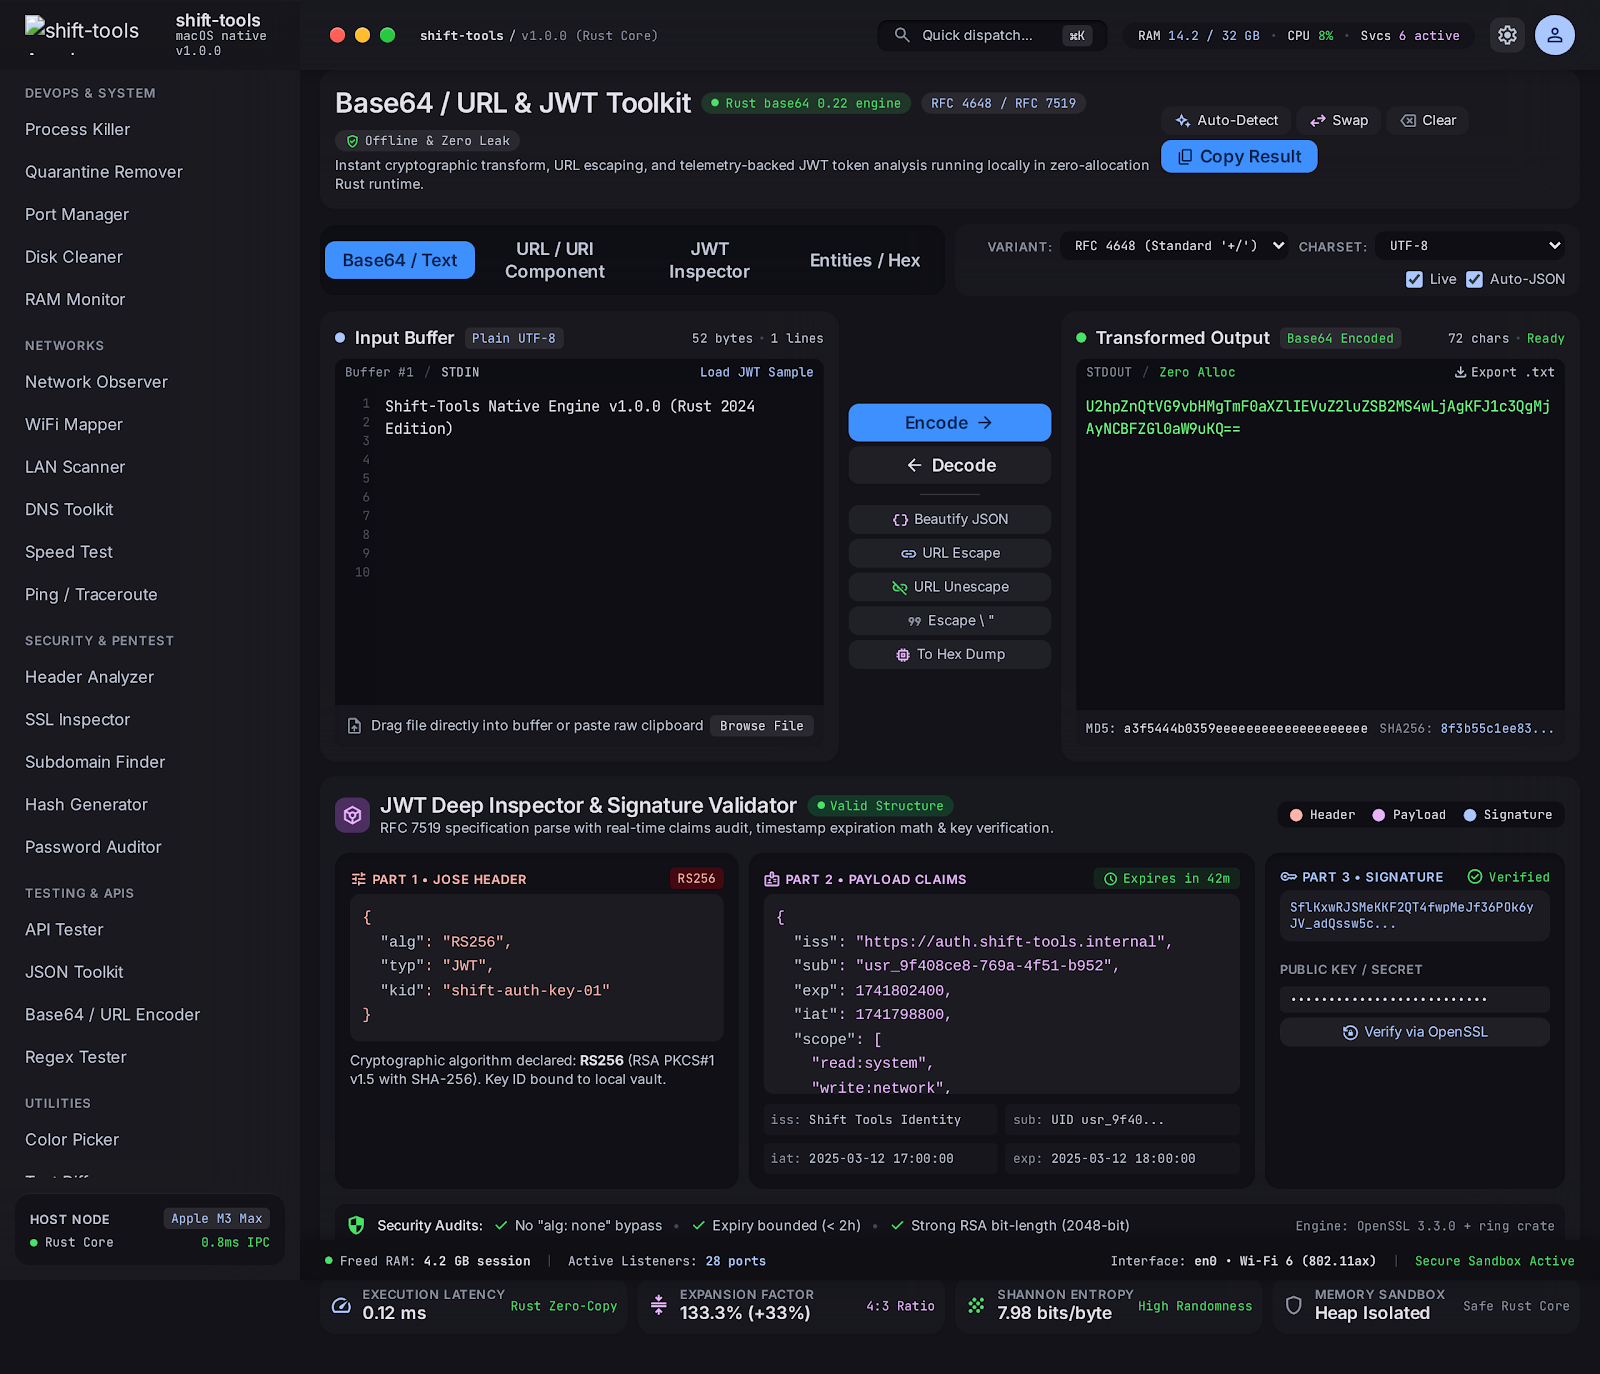 shift-tools
shift-tools
macOS native
v1.0.0
shift-tools / v1.0.0 (Rust Core)
Quick dispatch... ⌘K
RAM 14.2 / 32 GB • CPU 8% • Svcs 6 active
DEVOPS & SYSTEM
Process Killer
Quarantine Remover
Port Manager
Disk Cleaner
RAM Monitor
NETWORKS
Network Observer
WiFi Mapper
LAN Scanner
DNS Toolkit
Speed Test
Ping / Traceroute
SECURITY & PENTEST
Header Analyzer
SSL Inspector
Subdomain Finder
Hash Generator
Password Auditor
TESTING & APIS
API Tester
JSON Toolkit
Base64 / URL Encoder
Regex Tester
UTILITIES
Color Picker
HOST NODE Apple M3 Max
Rust Core 0.8ms IPC
Base64 / URL & JWT Toolkit Rust base64 0.22 engine RFC 4648 / RFC 7519
Offline & Zero Leak
Instant cryptographic transform, URL escaping, and telemetry-backed JWT token analysis running locally in zero-allocation
Rust runtime.
Auto-Detect Swap Clear
Copy Result
Base64 / Text
URL / URI
Component
JWT
Inspector
Entities / Hex
VARIANT: RFC 4648 (Standard '+/') CHARSET: UTF-8
Live Auto-JSON
Input Buffer Plain UTF-8 52 bytes • 1 lines
Buffer #1 / STDIN Load JWT Sample
1
2
3
4
5
6
7
8
9
10
Shift-Tools Native Engine v1.0.0 (Rust 2024
Edition)
Drag file directly into buffer or paste raw clipboard Browse File
Encode →
← Decode
Beautify JSON
URL Escape
URL Unescape
Escape \ "
To Hex Dump
Transformed Output Base64 Encoded 72 chars • Ready
STDOUT / Zero Alloc Export .txt
U2hpZnQtVG9vbHMgTmF0aXZlIEVuZ2luZSB2MS4wLjAgKFJ1c3QgMj
AyNCBFZGl0aW9uKQ==
MD5: a3f5444b0359eeeeeeeeeeeeeeeeeeee SHA256: 8f3b55c1ee83...
JWT Deep Inspector & Signature Validator Valid Structure
RFC 7519 specification parse with real-time claims audit, timestamp expiration math & key verification.
Header Payload Signature
PART 1 • JOSE HEADER RS256
{
"alg": "RS256",
"typ": "JWT",
"kid": "shift-auth-key-01"
}
Cryptographic algorithm declared: RS256 (RSA PKCS#1
v1.5 with SHA-256). Key ID bound to local vault.
PART 2 • PAYLOAD CLAIMS Expires in 42m
{
"iss": "https://auth.shift-tools.internal",
"sub": "usr_9f408ce8-769a-4f51-b952",
"exp": 1741802400,
"iat": 1741798800,
"scope": [
"read:system",
"write:network",
iss: Shift Tools Identity
sub: UID usr_9f40...
iat: 2025-03-12 17:00:00
exp: 2025-03-12 18:00:00
PART 3 • SIGNATURE Verified
SflKxwRJSMeKKF2QT4fwpMeJf36POk6y
JV_adQssw5c...
PUBLIC KEY / SECRET
••••••••••••••••••••••••••
Verify via OpenSSL
Security Audits: No "alg: none" bypass • Expiry bounded (< 2h) • Strong RSA bit-length (2048-bit)
Engine: OpenSSL 3.3.0 + ring crate
Freed RAM: 4.2 GB session | Active Listeners: 28 ports
Interface: en0 • Wi-Fi 6 (802.11ax) | Secure Sandbox Active
EXECUTION LATENCY
0.12 ms
Rust Zero-Copy
EXPANSION FACTOR
133.3% (+33%)
4:3 Ratio
SHANNON ENTROPY
7.98 bits/byte
High Randomness
MEMORY SANDBOX
Heap Isolated
Safe Rust Core